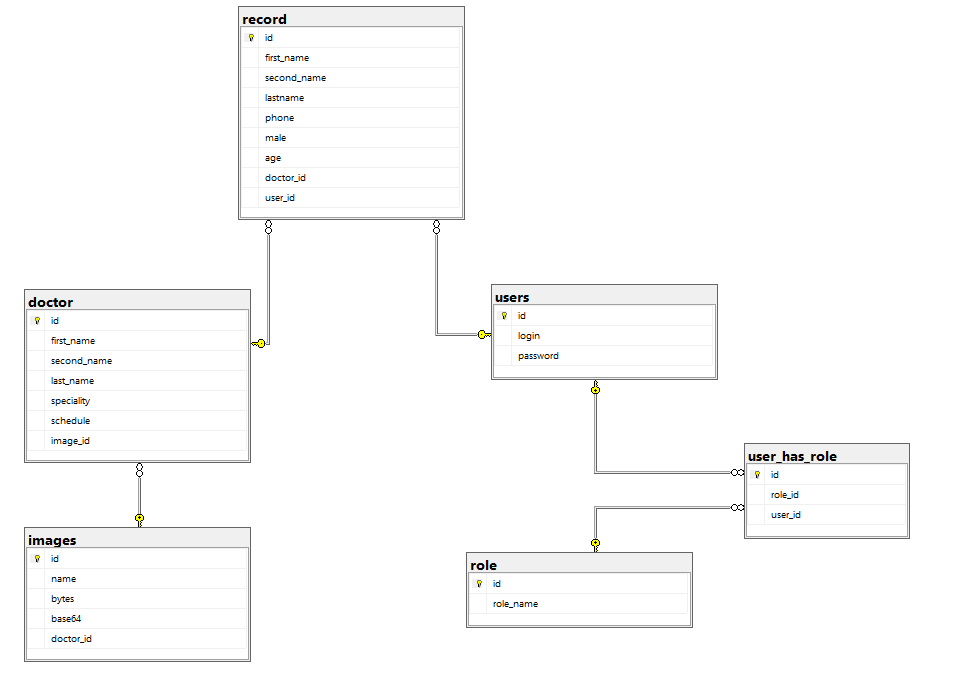 record
id
first_name
second_name
lastname
phone
male
age
doctor_id
user_id
doctor
id
first_name
second_name
last_name
speciality
schedule
image_id
users
id
login
password
user_has_role
id
role_id
user_id
images
id
name
bytes
base64
doctor_id
role
id
role_name